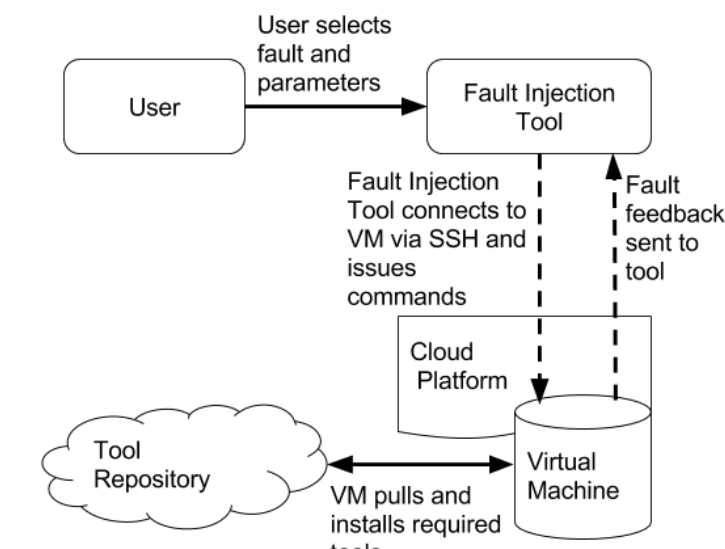 User selects
fault and
parameters
User
Fault Injection
Tool
Fault Injection
Tool connects to
VM via SSH and
issues
commands
Fault
feedback
sent to
tool
Cloud
Platform
Tool
Repository
Virtual
Machine
VM pulls and
installs required
tools